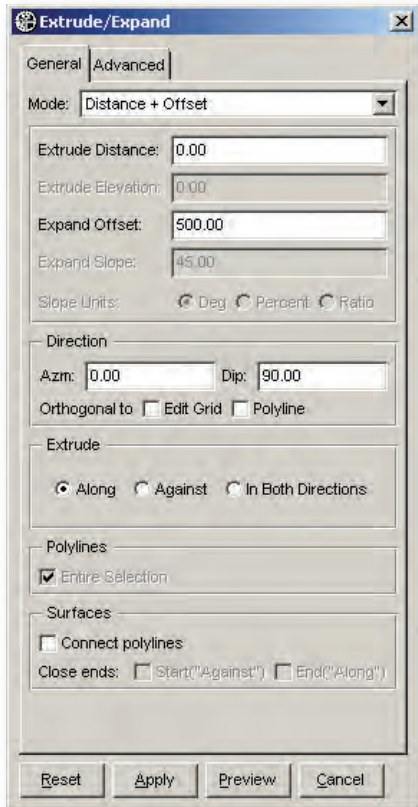 Extrude/Expand
General Advanced
Mode: Distance + Offset
Extrude Distance: 0.00
Extrude Elevation: 0.00
Expand Offset: 500.00
Expand Slope: 45.00
Slope Units: Deg Percent Ratio
Direction
Azm: 0.00 Dip: 90.00
Orthogonal to Edit Grid Polyline
Extrude
Along Against In Both Directions
Polylines
Entire Selection
Surfaces
Connect polylines
Close ends: Start("Against") End("Along")
Reset Apply Preview Cancel